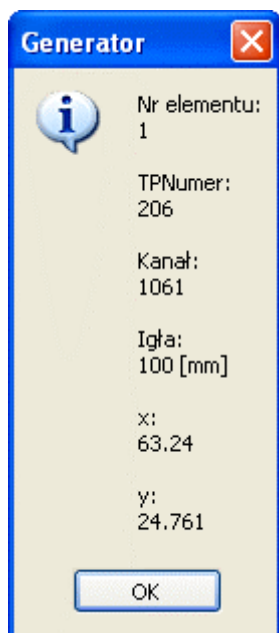 Generator
Nr elementu:
1
TPNumer:
206
Kanał:
1061
Igła:
100 [mm]
x:
63.24
y:
24.761
OK